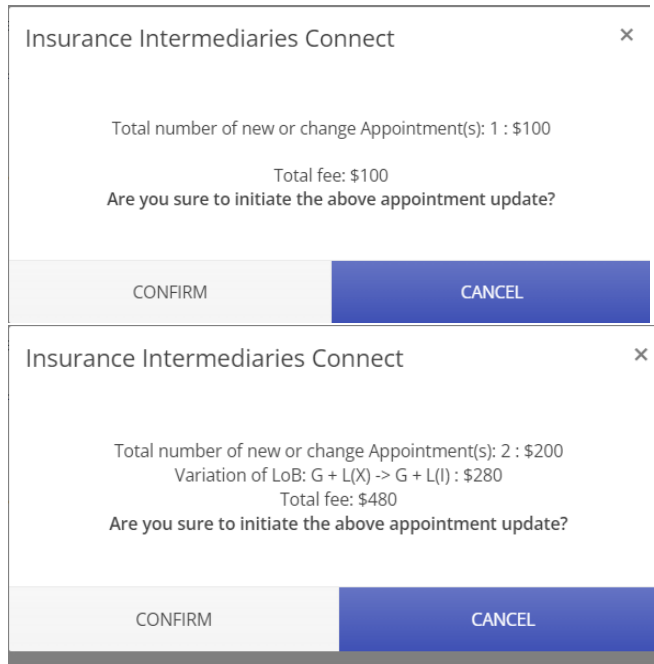 Insurance Intermediaries Connect ×
Total number of new or change Appointment(s): 1 : $100
Total fee: $100
Are you sure to initiate the above appointment update?
CONFIRM CANCEL
Insurance Intermediaries Connect ×
Total number of new or change Appointment(s): 2 : $200
Variation of LoB: G + L(X) -> G + L(I) : $280
Total fee: $480
Are you sure to initiate the above appointment update?
CONFIRM CANCEL